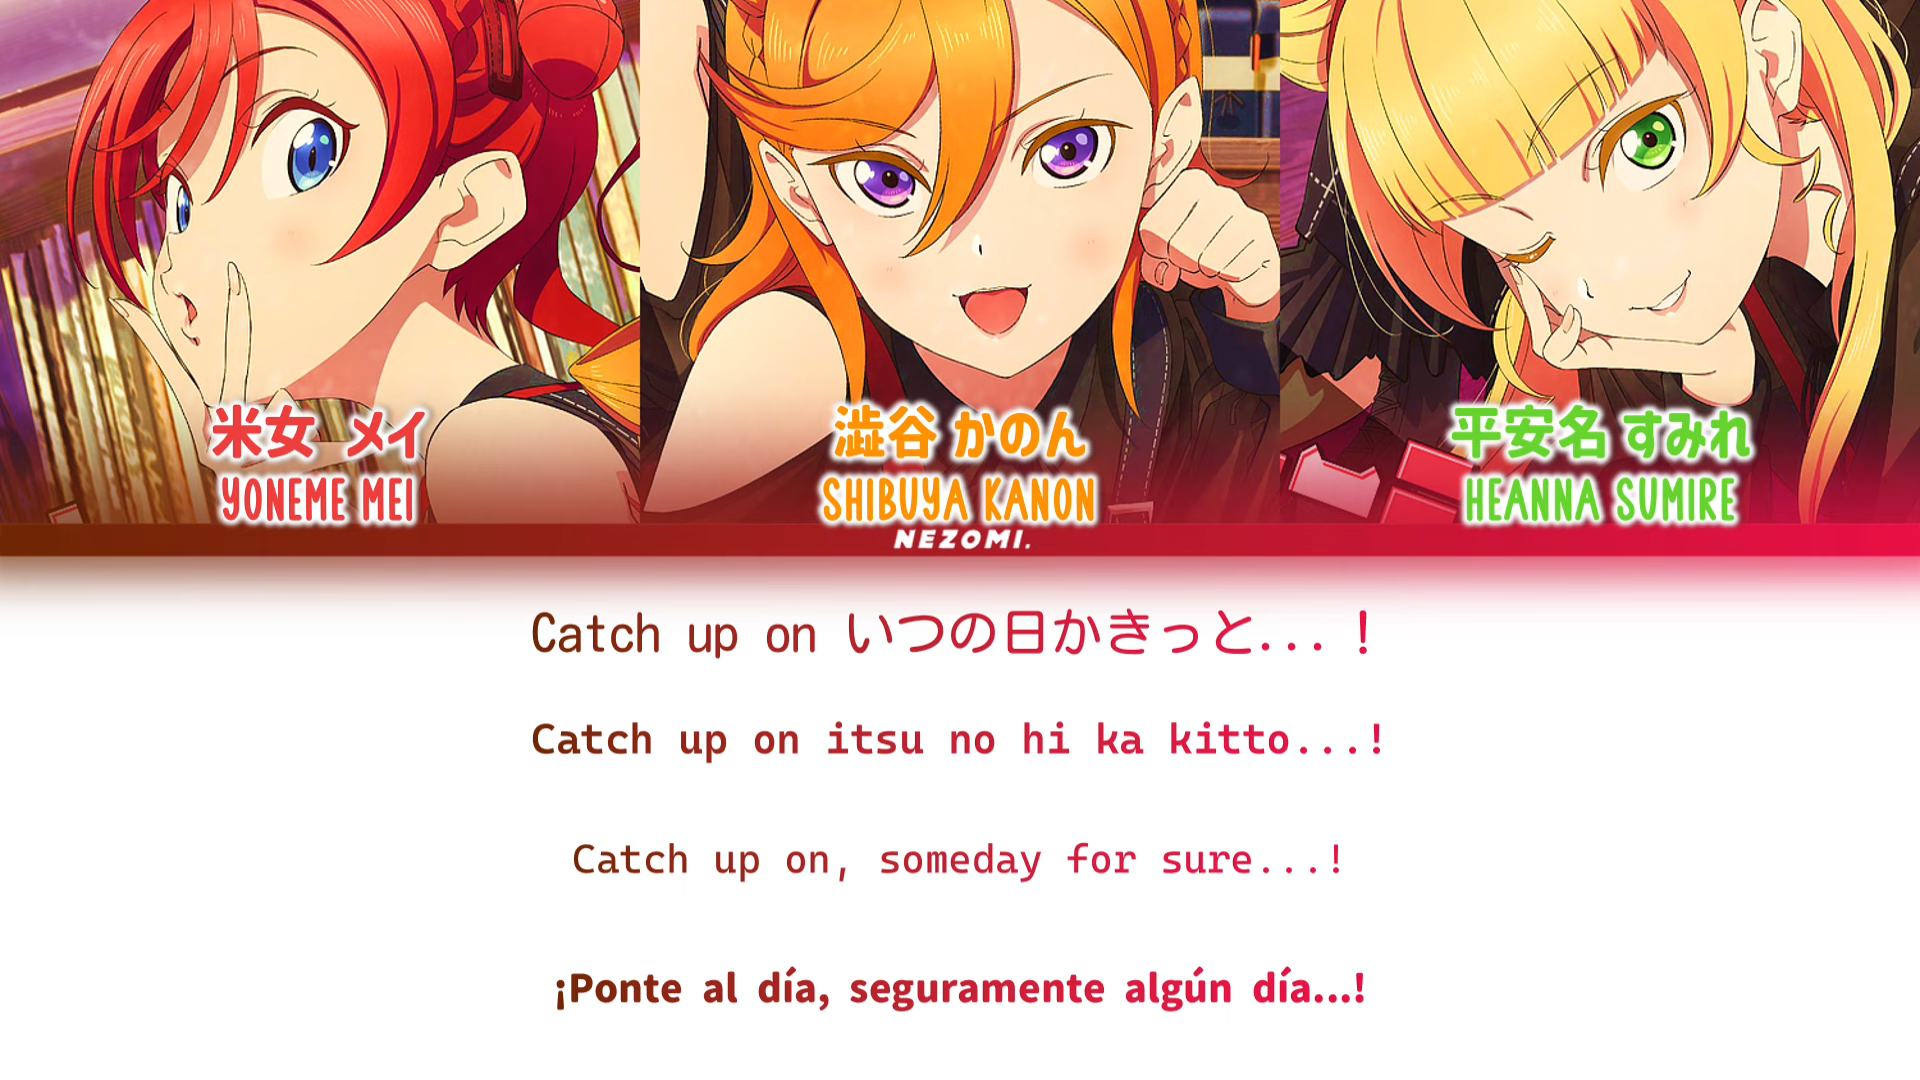 米女 メイ
YONEME MEI
澁谷 かのん
SHIBUYA KANON
平安名 すみれ
HEANNA SUMIRE
NEZOMI.
Catch up on いつの日かきっと...！
Catch up on itsu no hi ka kitto...!
Catch up on, someday for sure...!
¡Ponte al día, seguramente algún día...!